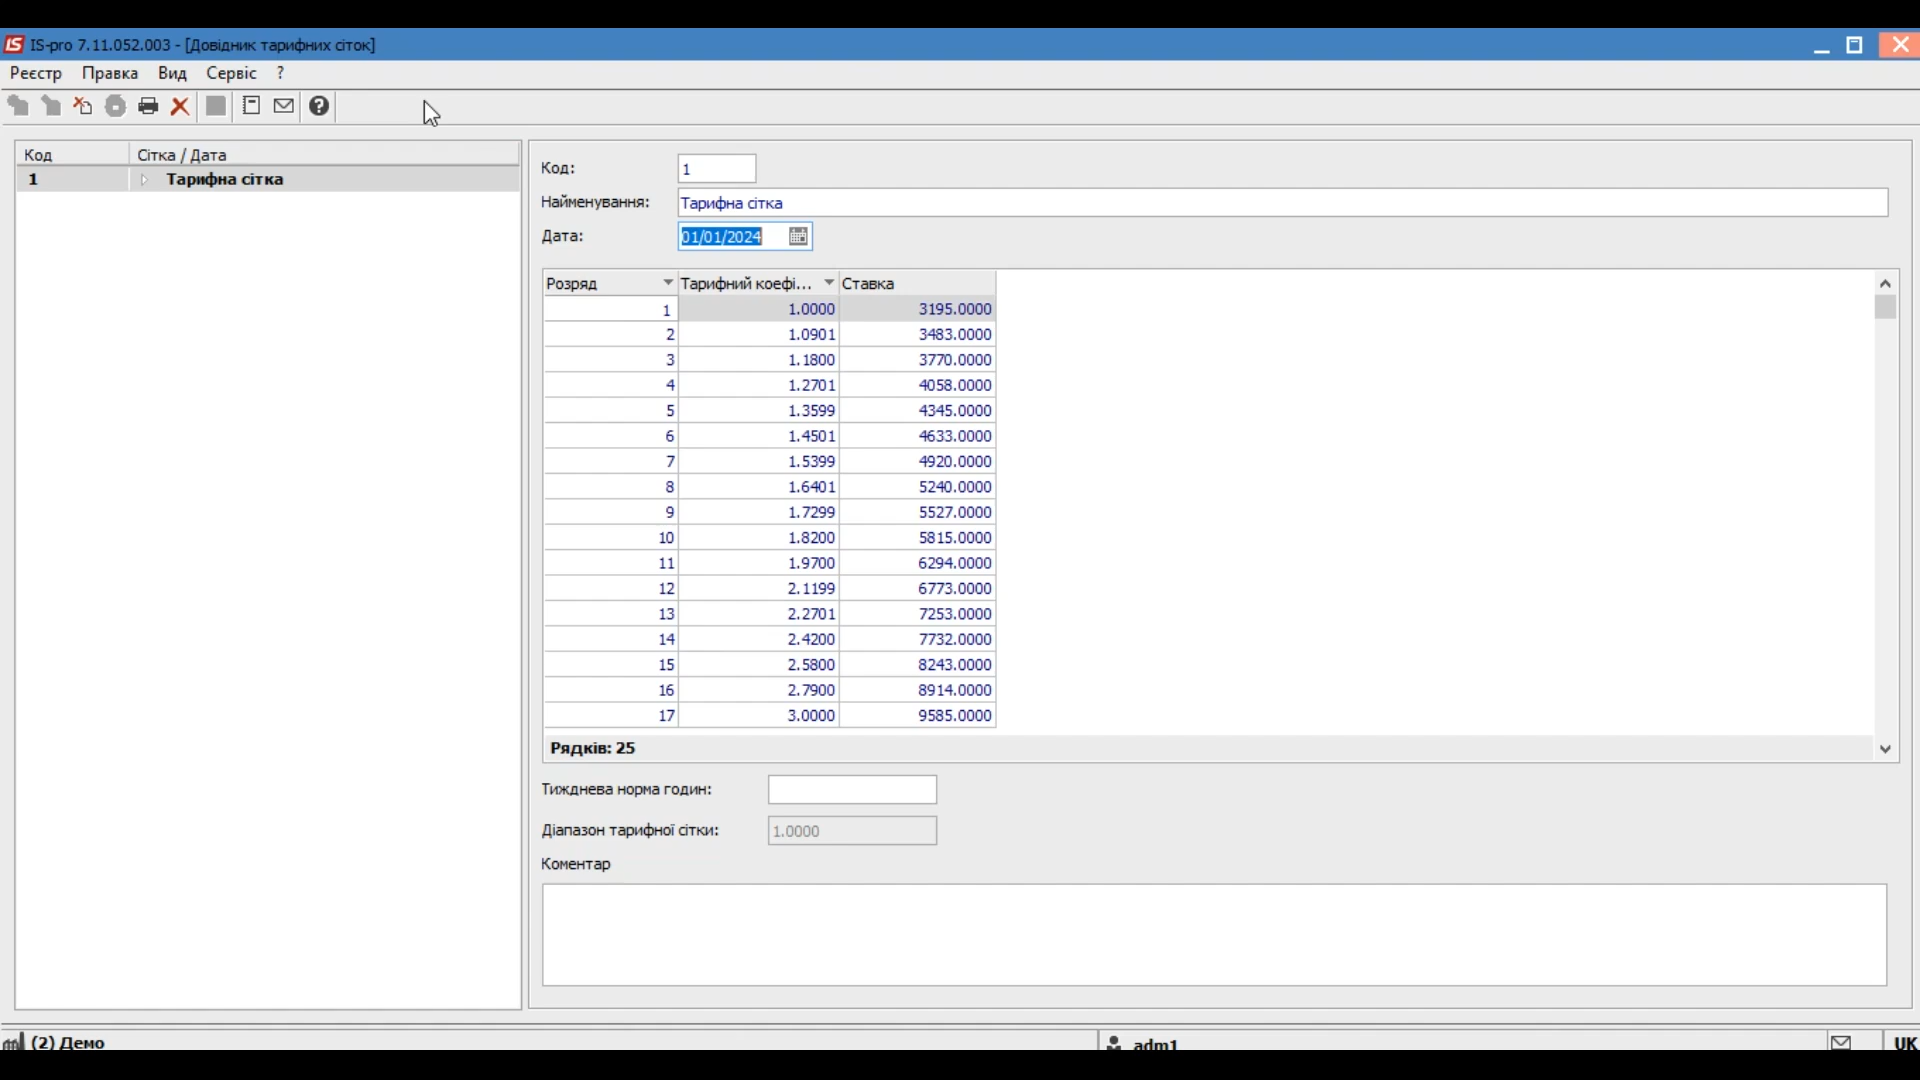 IS-pro 7.11.052.003 - [Довідник тарифних сіток]
Реєстр Правка Вид Сервіс ?
Код Сітка / Дата
1 Тарифна сітка
Код: 1
Найменування: Тарифна сітка
Дата: 01/01/2024
Розряд Тарифний коефі... Ставка
1 1.0000 3195.0000
2 1.0901 3483.0000
3 1.1800 3770.0000
4 1.2701 4058.0000
5 1.3599 4345.0000
6 1.4501 4633.0000
7 1.5399 4920.0000
8 1.6401 5240.0000
9 1.7299 5527.0000
10 1.8200 5815.0000
11 1.9700 6294.0000
12 2.1199 6773.0000
13 2.2701 7253.0000
14 2.4200 7732.0000
15 2.5800 8243.0000
16 2.7900 8914.0000
17 3.0000 9585.0000
Рядків: 25
Тижднева норма годин:
Діапазон тарифної сітки: 1.0000
Коментар
(2) Демо adm1 UK